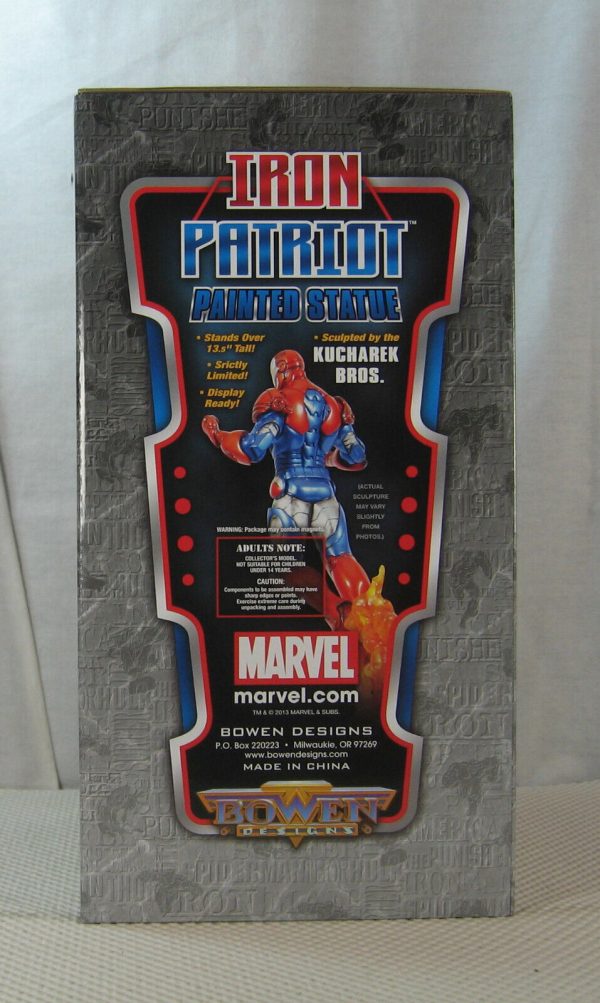 IRON
PATRIOT™
PAINTED STATUE
• Stands Over
13.5" Tall!
• Srictly
Limited!
• Display
Ready!
• Sculpted by the
KUCHAREK
BROS.
(ACTUAL
SCULPTURE
MAY VARY
SLIGHTLY
FROM
PHOTOS.)
WARNING: Package may contain magnets.
ADULTS NOTE:
COLLECTOR'S MODEL.
NOT SUITABLE FOR CHILDREN
UNDER 14 YEARS.
CAUTION:
Components to be assembled may have
sharp edges or points.
Exercise extreme care during
unpacking and assembly.
MARVEL
marvel.com
TM & © 2013 MARVEL & SUBS.
BOWEN DESIGNS
P.O. Box 220223 • Milwaukie, OR 97269
www.bowendesigns.com
MADE IN CHINA
BOWEN
DESIGNS